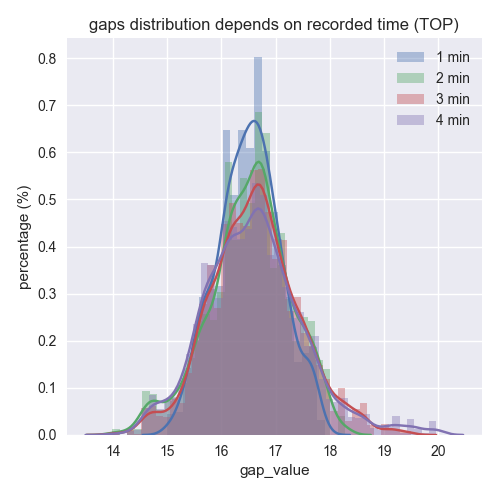 gaps distribution depends on recorded time (TOP)
1 min
2 min
3 min
4 min
percentage (%)
0.8
0.7
0.6
0.5
0.4
0.3
0.2
0.1
0.0
14 15 16 17 18 19 20
gap_value